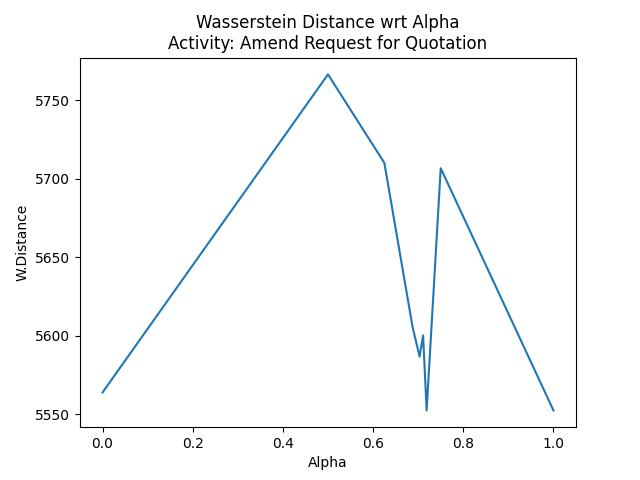 Wasserstein Distance wrt Alpha
Activity: Amend Request for Quotation
5750
5700
5650
5600
5550
W.Distance
0.0 0.2 0.4 0.6 0.8 1.0
Alpha